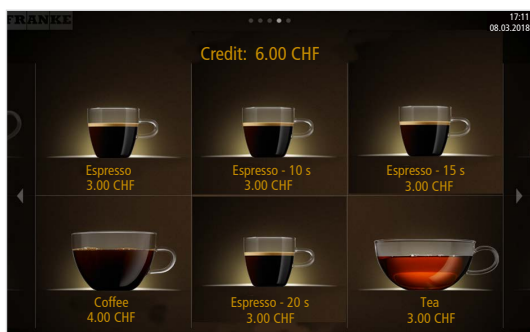 FRANKE
17:11
08.03.2018
Credit: 6.00 CHF
Espresso
3.00 CHF
Espresso - 10 s
3.00 CHF
Espresso - 15 s
3.00 CHF
Coffee
4.00 CHF
Espresso - 20 s
3.00 CHF
Tea
3.00 CHF